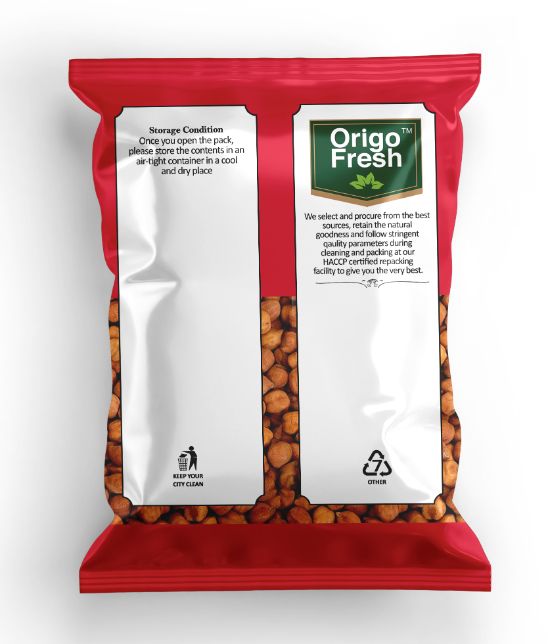 Storage Condition
Once you open the pack,
please store the contents in an
air-tight container in a cool
and dry place
KEEP YOUR
CITY CLEAN
Origo™
Fresh
We select and procure from the best
sources, retain the natural
goodness and follow stringent
qaulity parameters during
cleaning and packing at our
HACCP certified repacking
facility to give you the very best.
7
OTHER